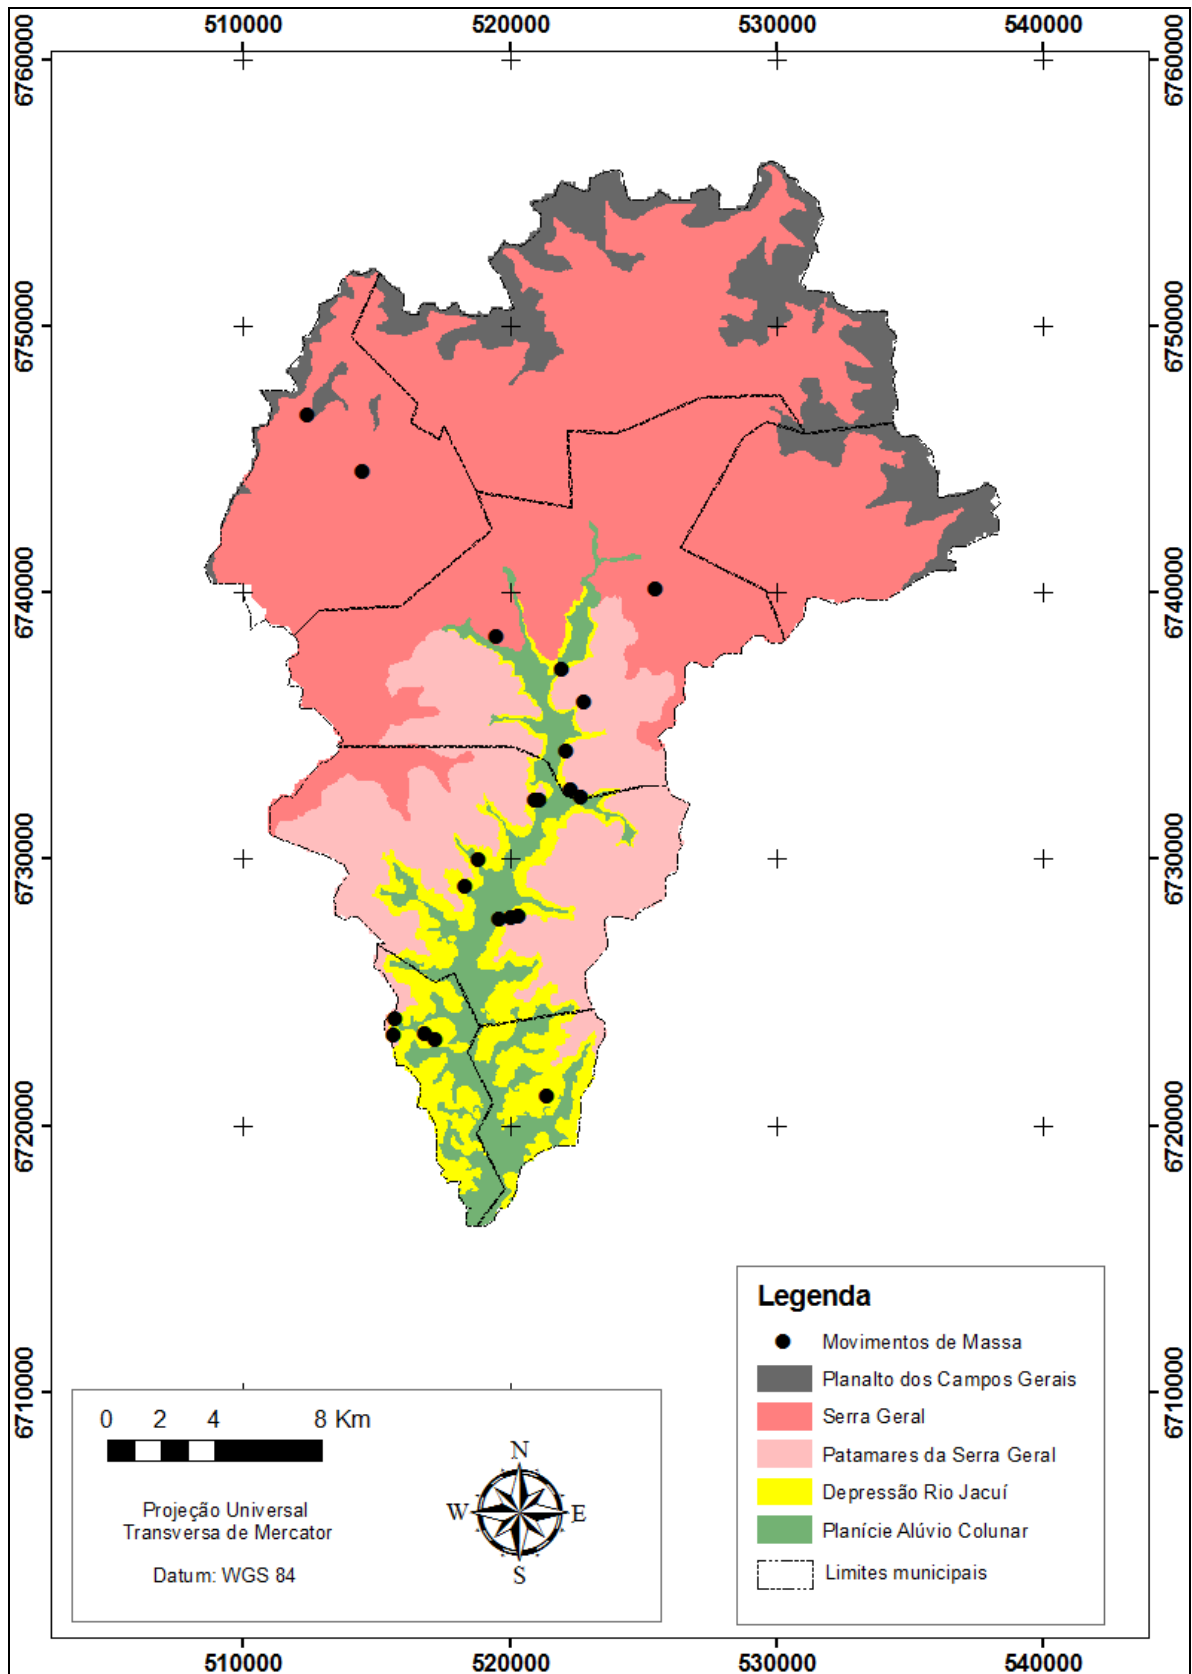 510000 520000 530000 540000
6760000 6760000
6750000 6750000
6740000 6740000
6730000 6730000
6720000 6720000
6710000 6710000
Legenda
Movimentos de Massa
Planalto dos Campos Gerais
Serra Geral
Patamares da Serra Geral
Depressão Rio Jacuí
Planície Alúvio Colunar
Limites municipais
0 2 4 8 Km
Projeção Universal
Transversa de Mercator
Datum: WGS 84
N
W E
S
510000 520000 530000 540000